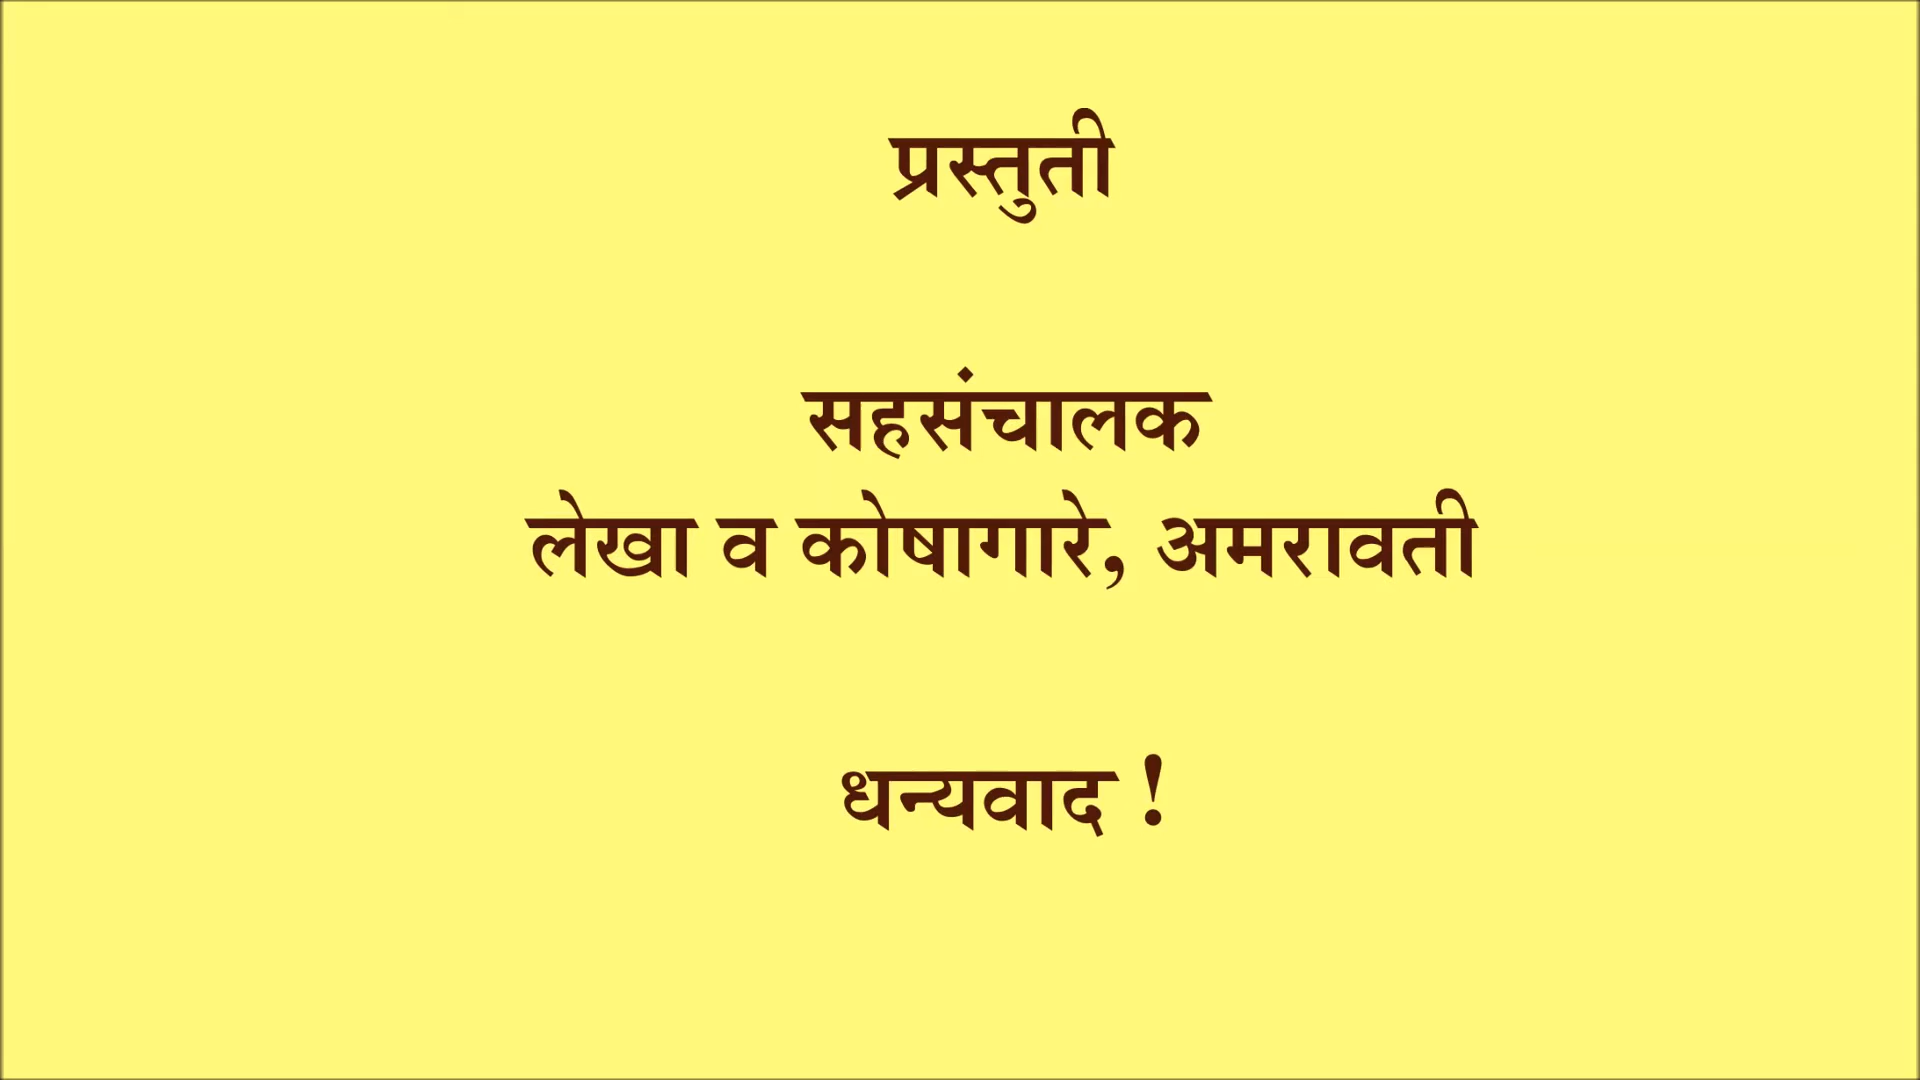 प्रस्तुती
सहसंचालक
लेखा व कोषागारे, अमरावती
धन्यवाद !